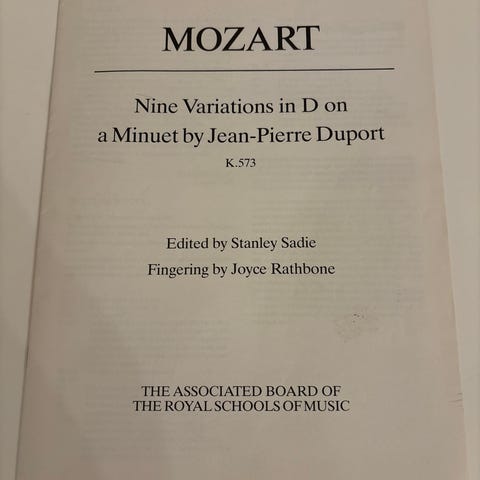 MOZART
Nine Variations in D on
a Minuet by Jean-Pierre Duport
K.573
Edited by Stanley Sadie
Fingering by Joyce Rathbone
THE ASSOCIATED BOARD OF
THE ROYAL SCHOOLS OF MUSIC